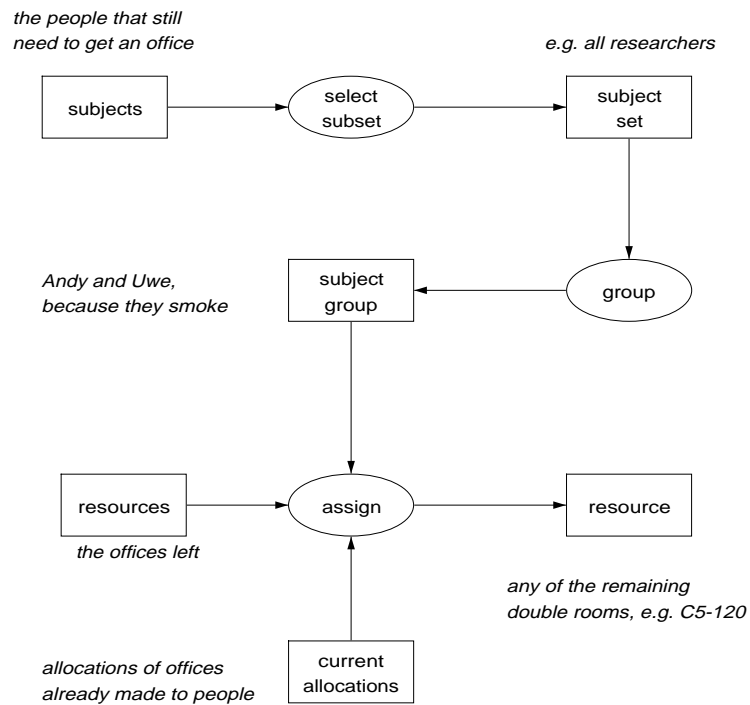 the people that still
need to get an office
e.g. all researchers
subjects
select
subset
subject
set
Andy and Uwe,
because they smoke
subject
group
group
resources
assign
resource
the offices left
any of the remaining
double rooms, e.g. C5-120
allocations of offices
already made to people
current
allocations